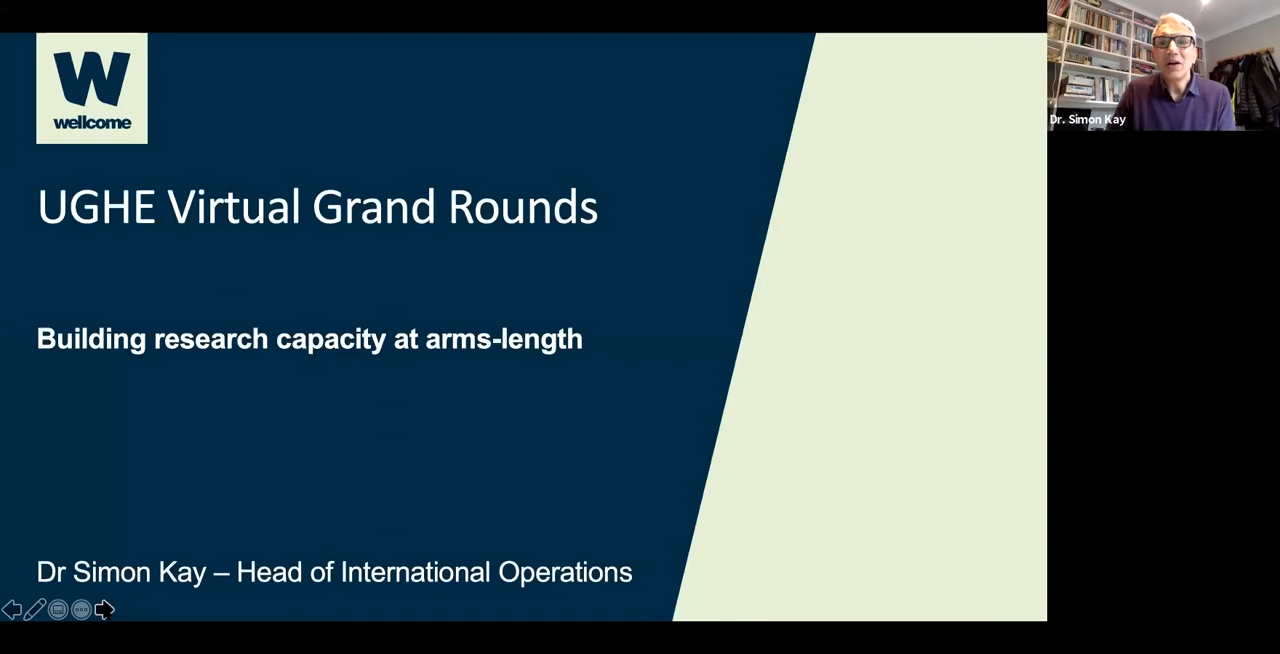 W
wellcome
UGHE Virtual Grand Rounds
Building research capacity at arms-length
Dr Simon Kay – Head of International Operations
Dr. Simon Kay